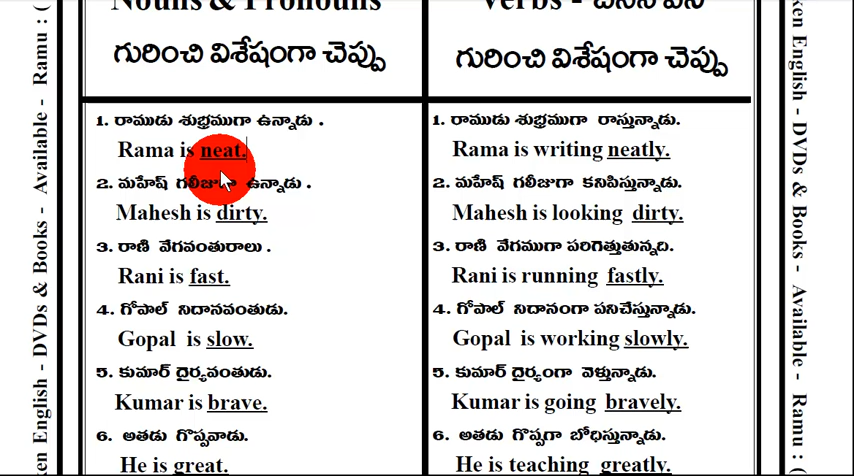 Nouns & Pronouns
గురించి విశేషంగా చెప్పు
1. రాముడు శుభ్రముగా ఉన్నాడు .
Rama is neat.
2. మహేష్ గలీజుగా ఉన్నాడు .
Mahesh is dirty.
3. రాణి వేగవంతురాలు .
Rani is fast.
4. గోపాల్ నిదానవంతుడు.
Gopal is slow.
5. కుమార్ ధైర్యవంతుడు.
Kumar is brave.
6. అతడు గొప్పవాడు.
He is great.
Verbs -
గురించి విశేషంగా చెప్పు
1. రాముడు శుభ్రముగా రాస్తున్నాడు.
Rama is writing neatly.
2. మహేష్ గలీజుగా కనిపిస్తున్నాడు.
Mahesh is looking dirty.
3. రాణి వేగముగా పరిగెత్తుతున్నది.
Rani is running fastly.
4. గోపాల్ నిదానంగా పనిచేస్తున్నాడు.
Gopal is working slowly.
5. కుమార్ ధైర్యంగా వెళ్తున్నాడు.
Kumar is going bravely.
6. అతడు గొప్పగా బోధిస్తున్నాడు.
He is teaching greatly.
ken English - DVDs & Books - Available - Ramu : (
ken English - DVDs & Books - Available - Ramu : (